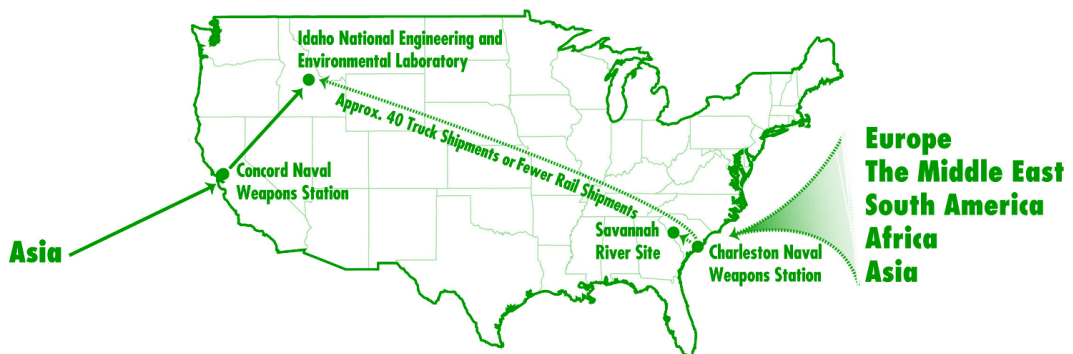 Idaho National Engineering and
Environmental Laboratory
Approx. 40 Truck Shipments or Fewer Rail Shipments
Concord Naval
Weapons Station
Asia
Savannah
River Site
Charleston Naval
Weapons Station
Europe
The Middle East
South America
Africa
Asia